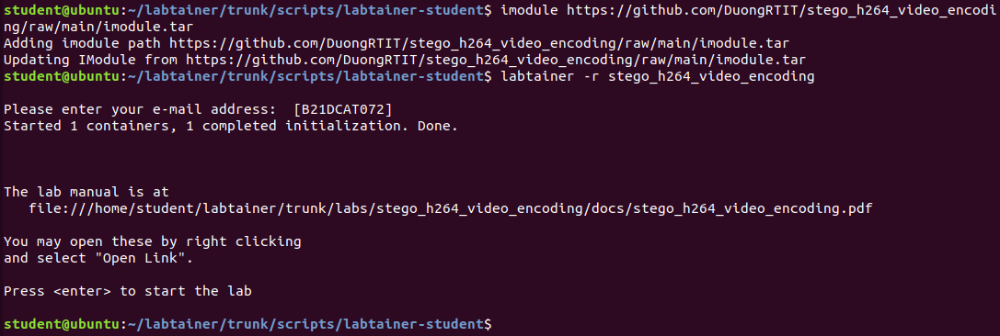 student@ubuntu:~/labtainer/trunk/scripts/labtainer-student$ imodule https://github.com/DuongRTIT/stego_h264_video_encodi
ng/raw/main/imodule.tar
Adding imodule path https://github.com/DuongRTIT/stego_h264_video_encoding/raw/main/imodule.tar
Updating IModule from https://github.com/DuongRTIT/stego_h264_video_encoding/raw/main/imodule.tar
student@ubuntu:~/labtainer/trunk/scripts/labtainer-student$ labtainer -r stego_h264_video_encoding
Please enter your e-mail address:  [B21DCAT072]
Started 1 containers, 1 completed initialization. Done.
The lab manual is at
   file:///home/student/labtainer/trunk/labs/stego_h264_video_encoding/docs/stego_h264_video_encoding.pdf
You may open these by right clicking
and select "Open Link".
Press <enter> to start the lab
student@ubuntu:~/labtainer/trunk/scripts/labtainer-student$